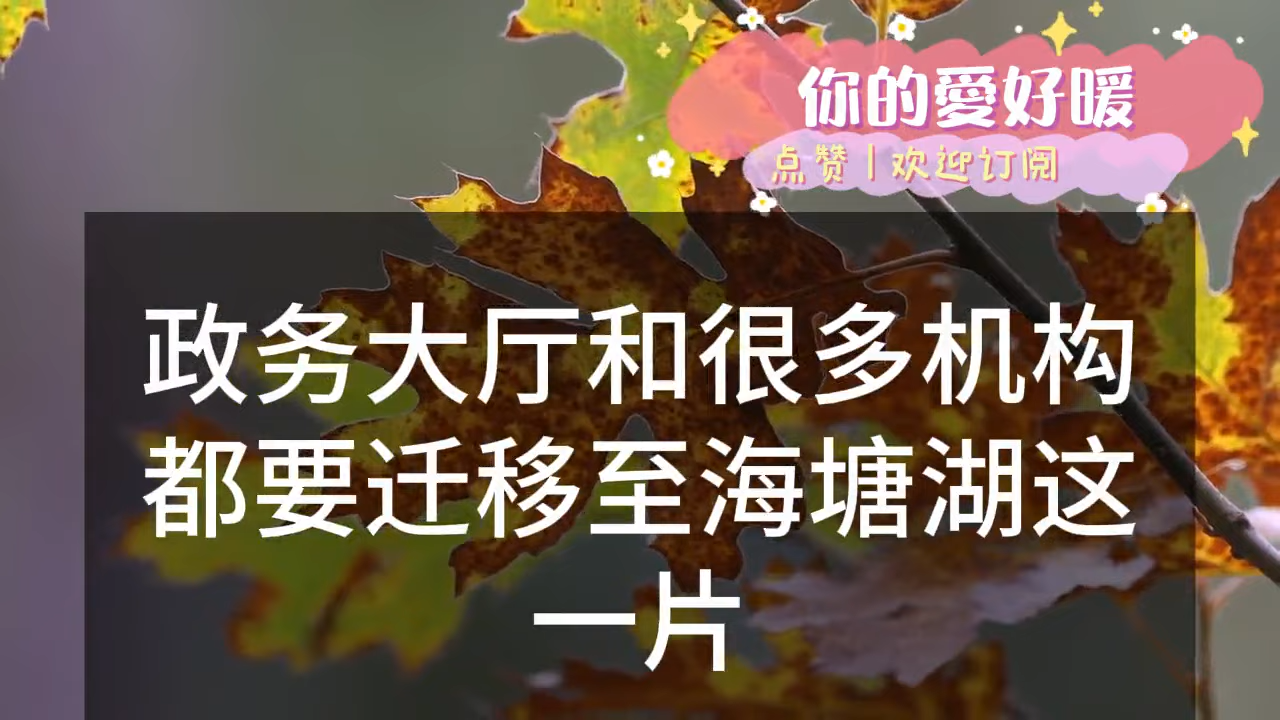 你的愛好暖
点赞丨欢迎订阅
政务大厅和很多机构
都要迁移至海塘湖这
一片